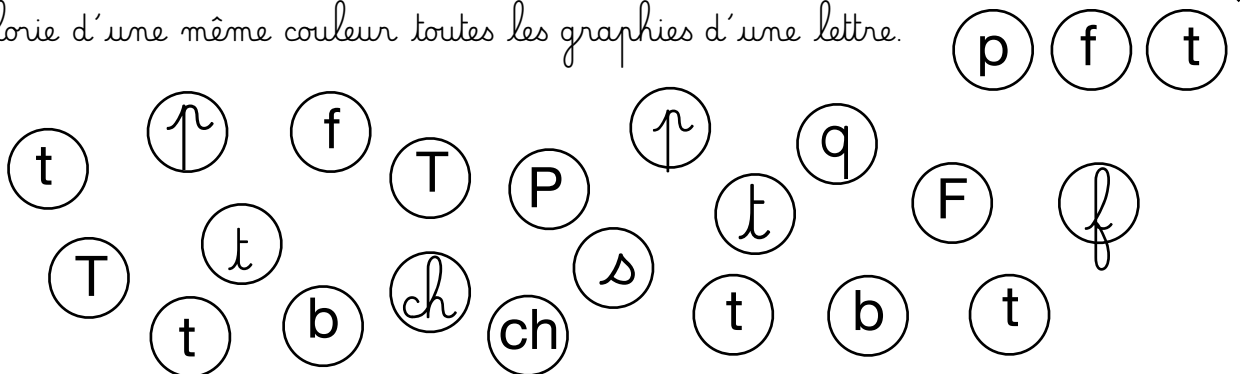 lorie d'une même couleur toutes les graphies d'une lettre.
p f t
t p f T P p t q F f
T t t b ch ch s t b t